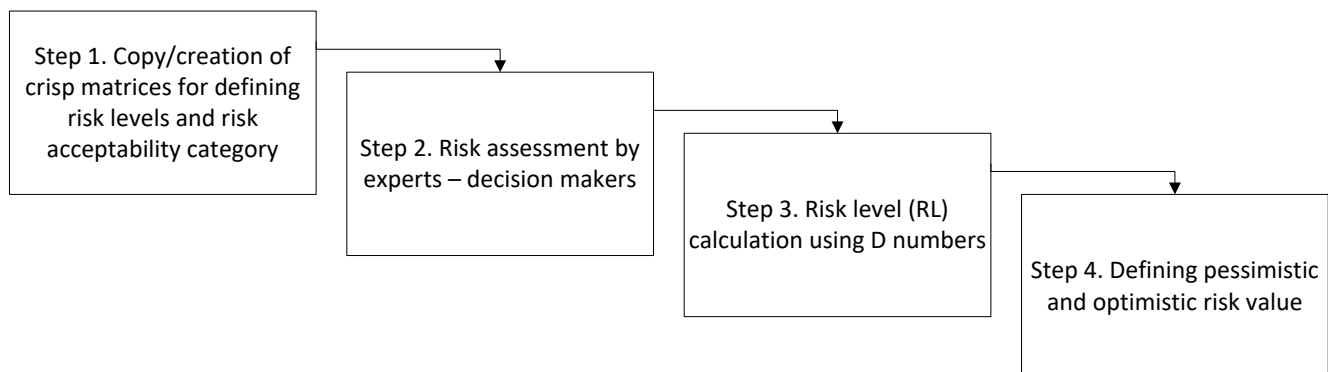 Step 1. Copy/creation of
crisp matrices for defining
risk levels and risk
acceptability category
Step 2. Risk assessment by
experts – decision makers
Step 3. Risk level (RL)
calculation using D numbers
Step 4. Defining pessimistic
and optimistic risk value